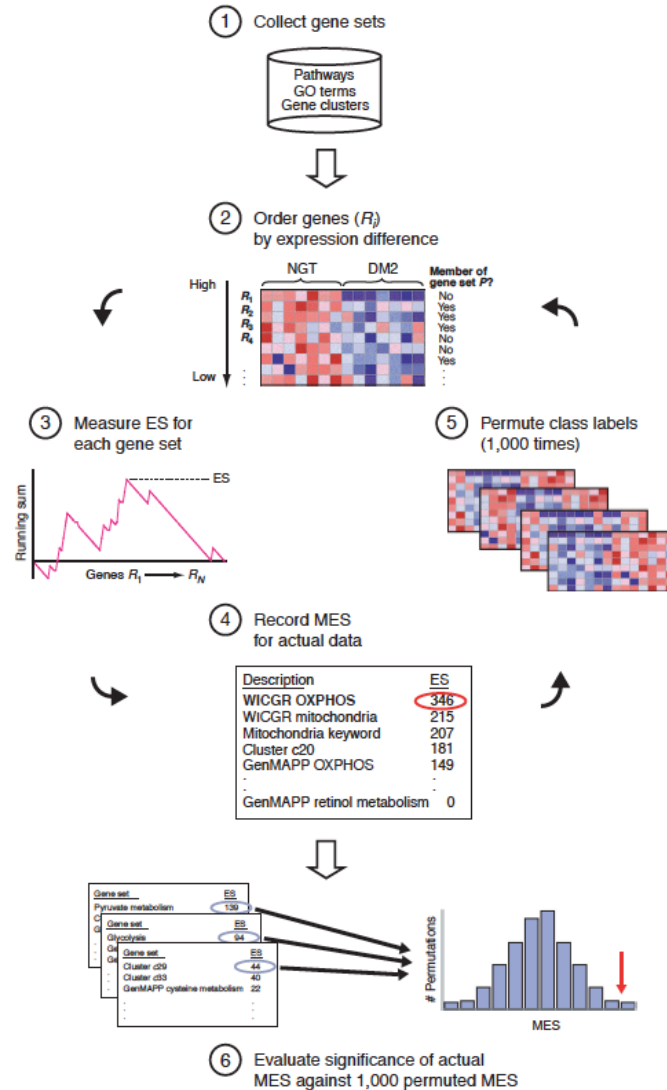 1 Collect gene sets
Pathways
GO terms
Gene clusters
2 Order genes (Ri)
by expression difference
NGT DM2 Member of
gene set P?
High
R1 No
R2 Yes
Yes
R3 Yes
R4 No
No
Yes
Low
3 Measure ES for
each gene set
ES
Running sum
Genes R1 RN
5 Permute class labels
(1,000 times)
4 Record MES
for actual data
Description ES
WICGR OXPHOS 346
WICGR mitochondria 215
Mitochondria keyword 207
Cluster c20 181
GenMAPP OXPHOS 149
GenMAPP retinol metabolism 0
Gene set ES
Pyruvate metabolism 139
C
G
Gene set ES
Glycolysis 94
Ge
Ge
Gene set ES
Cluster c29 44
Cluster c33 40
GenMAPP cysteine metabolism 22
# Permutations
MES
6 Evaluate significance of actual
MES against 1,000 permuted MES